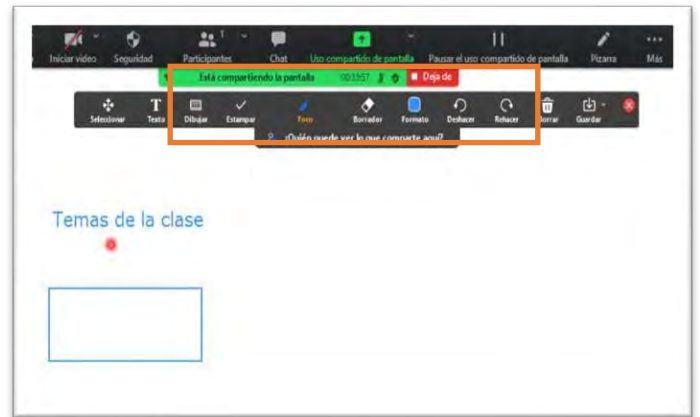 Iniciar video Seguridad Participantes 1 Chat Uso compartido de pantalla Pausar el uso compartido de pantalla Pizarra Más
Está compartiendo la pantalla Deja de
Seleccionar Texto Dibujar Estampar Foco Borrador Formato Deshacer Rehacer Borrar Guardar
¿Quién puede ver lo que comparte aquí?
Temas de la clase